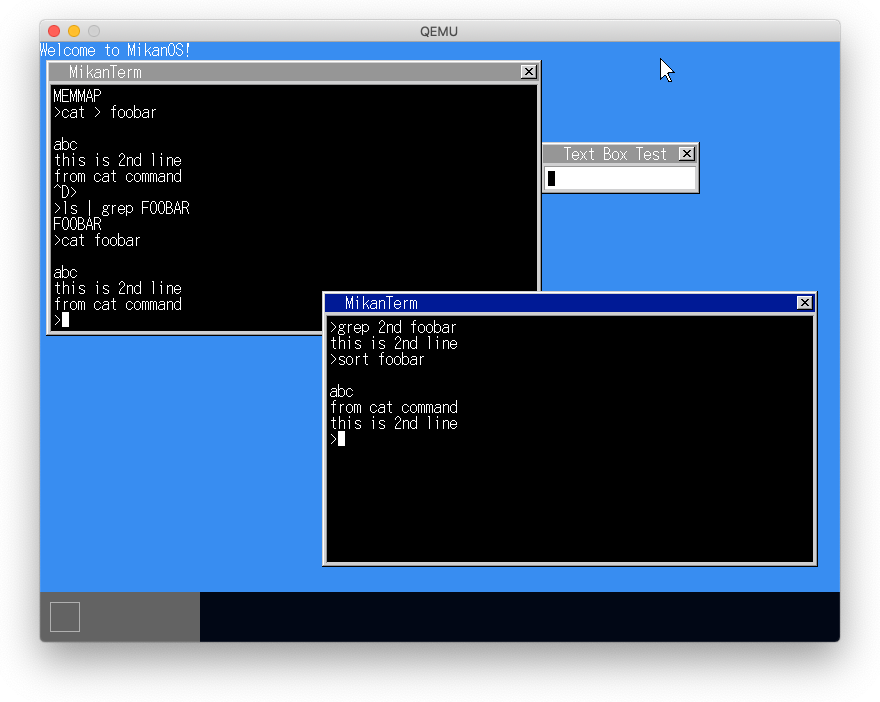 QEMU
Welcome to MikanOS!
MikanTerm
MEMMAP
>cat > foobar
abc
this is 2nd line
from cat command
^D>
>ls | grep FOOBAR
FOOBAR
>cat foobar
abc
this is 2nd line
from cat command
>
Text Box Test
MikanTerm
>grep 2nd foobar
this is 2nd line
>sort foobar
abc
from cat command
this is 2nd line
>